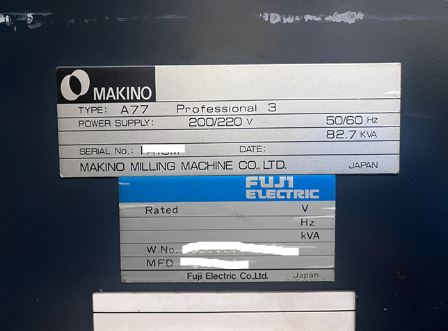 MAKINO
TYPE: A77 Professional 3
POWER SUPPLY: 200/220 V 50/60 Hz
82.7 KVA
SERIAL No.: DATE:
MAKINO MILLING MACHINE CO.LTD. JAPAN
FUJI
ELECTRIC
Rated V
Hz
kVA
W.No.
MFD
Fuji Electric Co.,Ltd. Japan